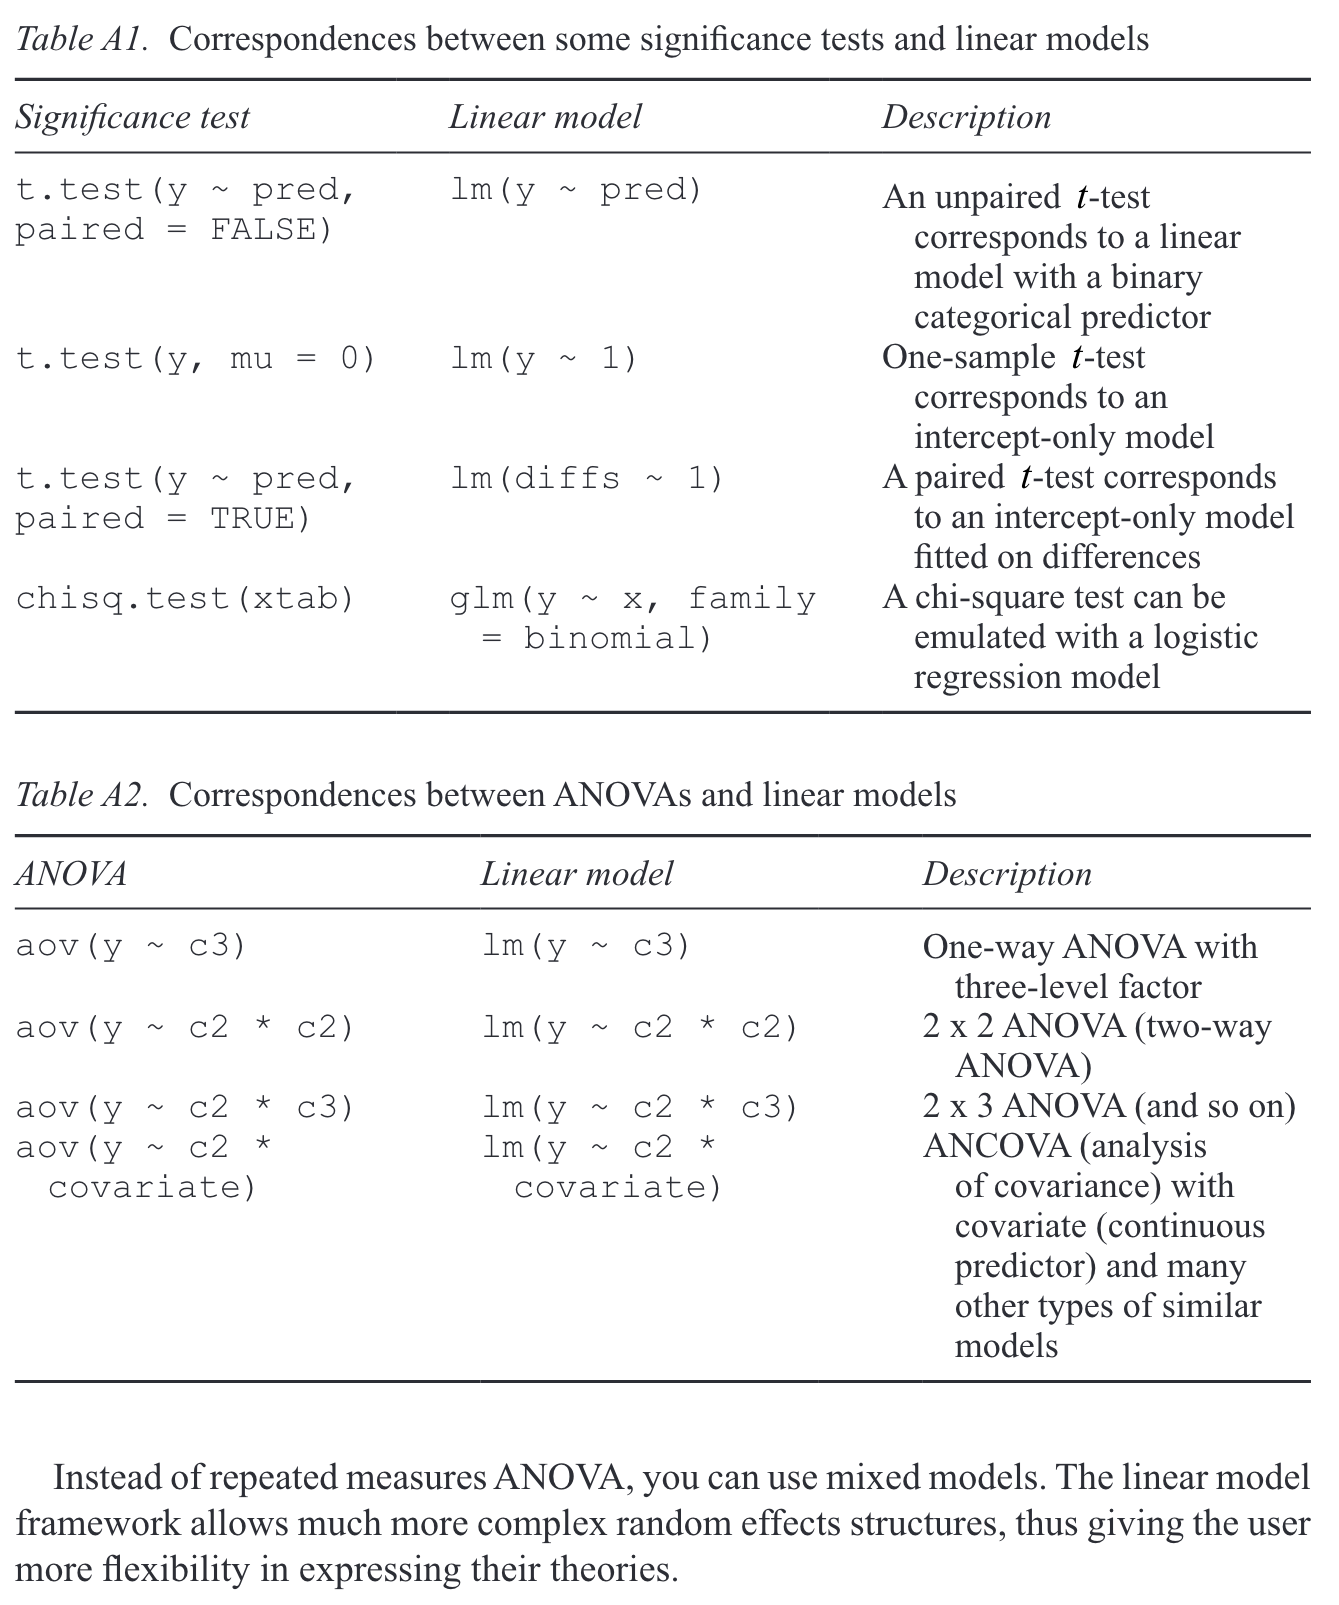 Table A1. Correspondences between some significance tests and linear models
Significance test Linear model Description
t.test(y ~ pred, lm(y ~ pred) An unpaired t-test
paired = FALSE) corresponds to a linear
model with a binary
categorical predictor
t.test(y, mu = 0) lm(y ~ 1) One-sample t-test
corresponds to an
intercept-only model
t.test(y ~ pred, lm(diffs ~ 1) A paired t-test corresponds
paired = TRUE) to an intercept-only model
fitted on differences
chisq.test(xtab) glm(y ~ x, family A chi-square test can be
= binomial) emulated with a logistic
regression model
Table A2. Correspondences between ANOVAs and linear models
ANOVA Linear model Description
aov(y ~ c3) lm(y ~ c3) One-way ANOVA with
three-level factor
aov(y ~ c2 * c2) lm(y ~ c2 * c2) 2 x 2 ANOVA (two-way
ANOVA)
aov(y ~ c2 * c3) lm(y ~ c2 * c3) 2 x 3 ANOVA (and so on)
aov(y ~ c2 * lm(y ~ c2 * ANCOVA (analysis
covariate) covariate) of covariance) with
covariate (continuous
predictor) and many
other types of similar
models
Instead of repeated measures ANOVA, you can use mixed models. The linear model
framework allows much more complex random effects structures, thus giving the user
more flexibility in expressing their theories.